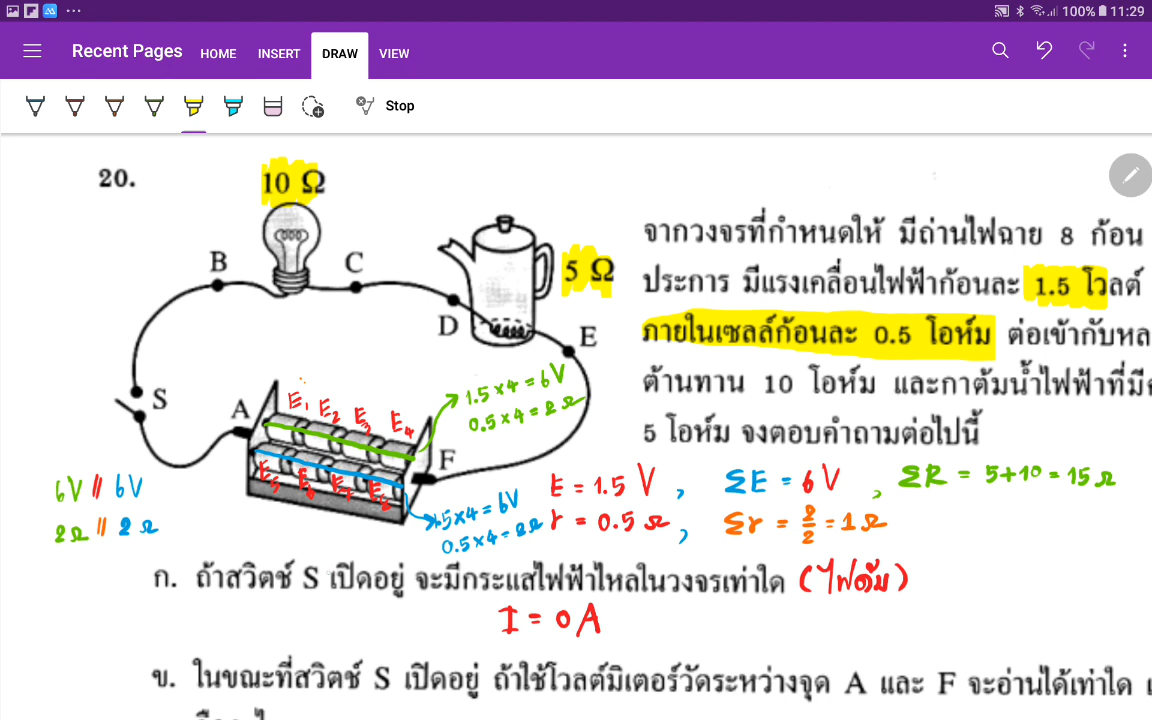 100% 11:29
Recent Pages HOME INSERT DRAW VIEW
Stop
20.
10 Ω
B
C
D
5 Ω
E
S
A
F
E₁
E₂
E₃
E₄
E₅
E₆
E₇
E₈
1.5 × 4 = 6V
0.5 × 4 = 2 Ω
.5 × 4 = 6V
0.5 × 4 = 2Ω
6V // 6V
2Ω // 2Ω
จากวงจรที่กำหนดให้ มีถ่านไฟฉาย 8 ก้อน
ประการ มีแรงเคลื่อนไฟฟ้าก้อนละ 1.5 โวลต์
ภายในเซลล์ก้อนละ 0.5 โอห์ม ต่อเข้ากับหล
ต้านทาน 10 โอห์ม และกาต้มน้ำไฟฟ้าที่มี
5 โอห์ม จงตอบคำถามต่อไปนี้
E = 1.5 V , ΣE = 6V , ΣR = 5+10 = 15 Ω
r = 0.5 Ω , Σr = 2/2 = 1 Ω
ก. ถ้าสวิตช์ S เปิดอยู่ จะมีกระแสไฟฟ้าไหลในวงจรเท่าใด (ไฟดับ)
I = 0 A
ข. ในขณะที่สวิตช์ S เปิดอยู่ ถ้าใช้โวลต์มิเตอร์วัดระหว่างจุด A และ F จะอ่านได้เท่าใด